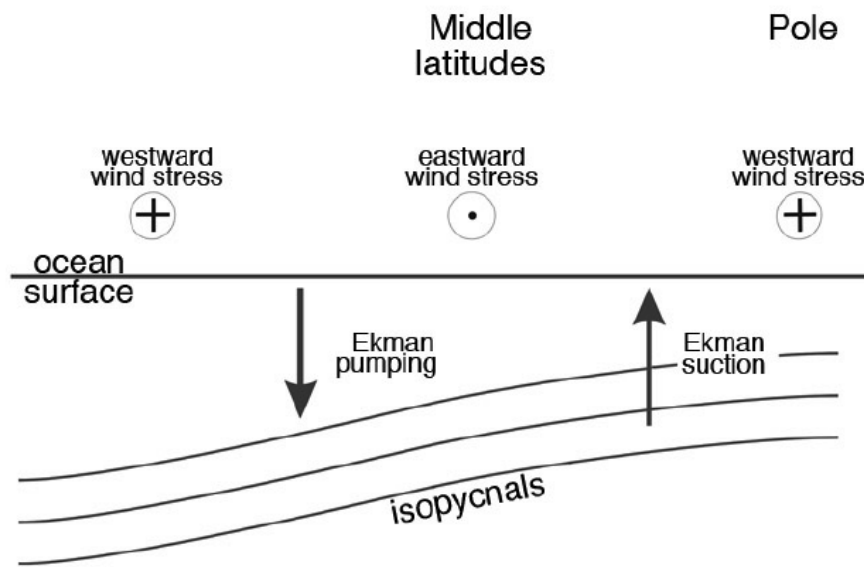 Middle
latitudes
Pole
westward
wind stress
eastward
wind stress
westward
wind stress
ocean
surface
Ekman
pumping
Ekman
suction
isopycnals